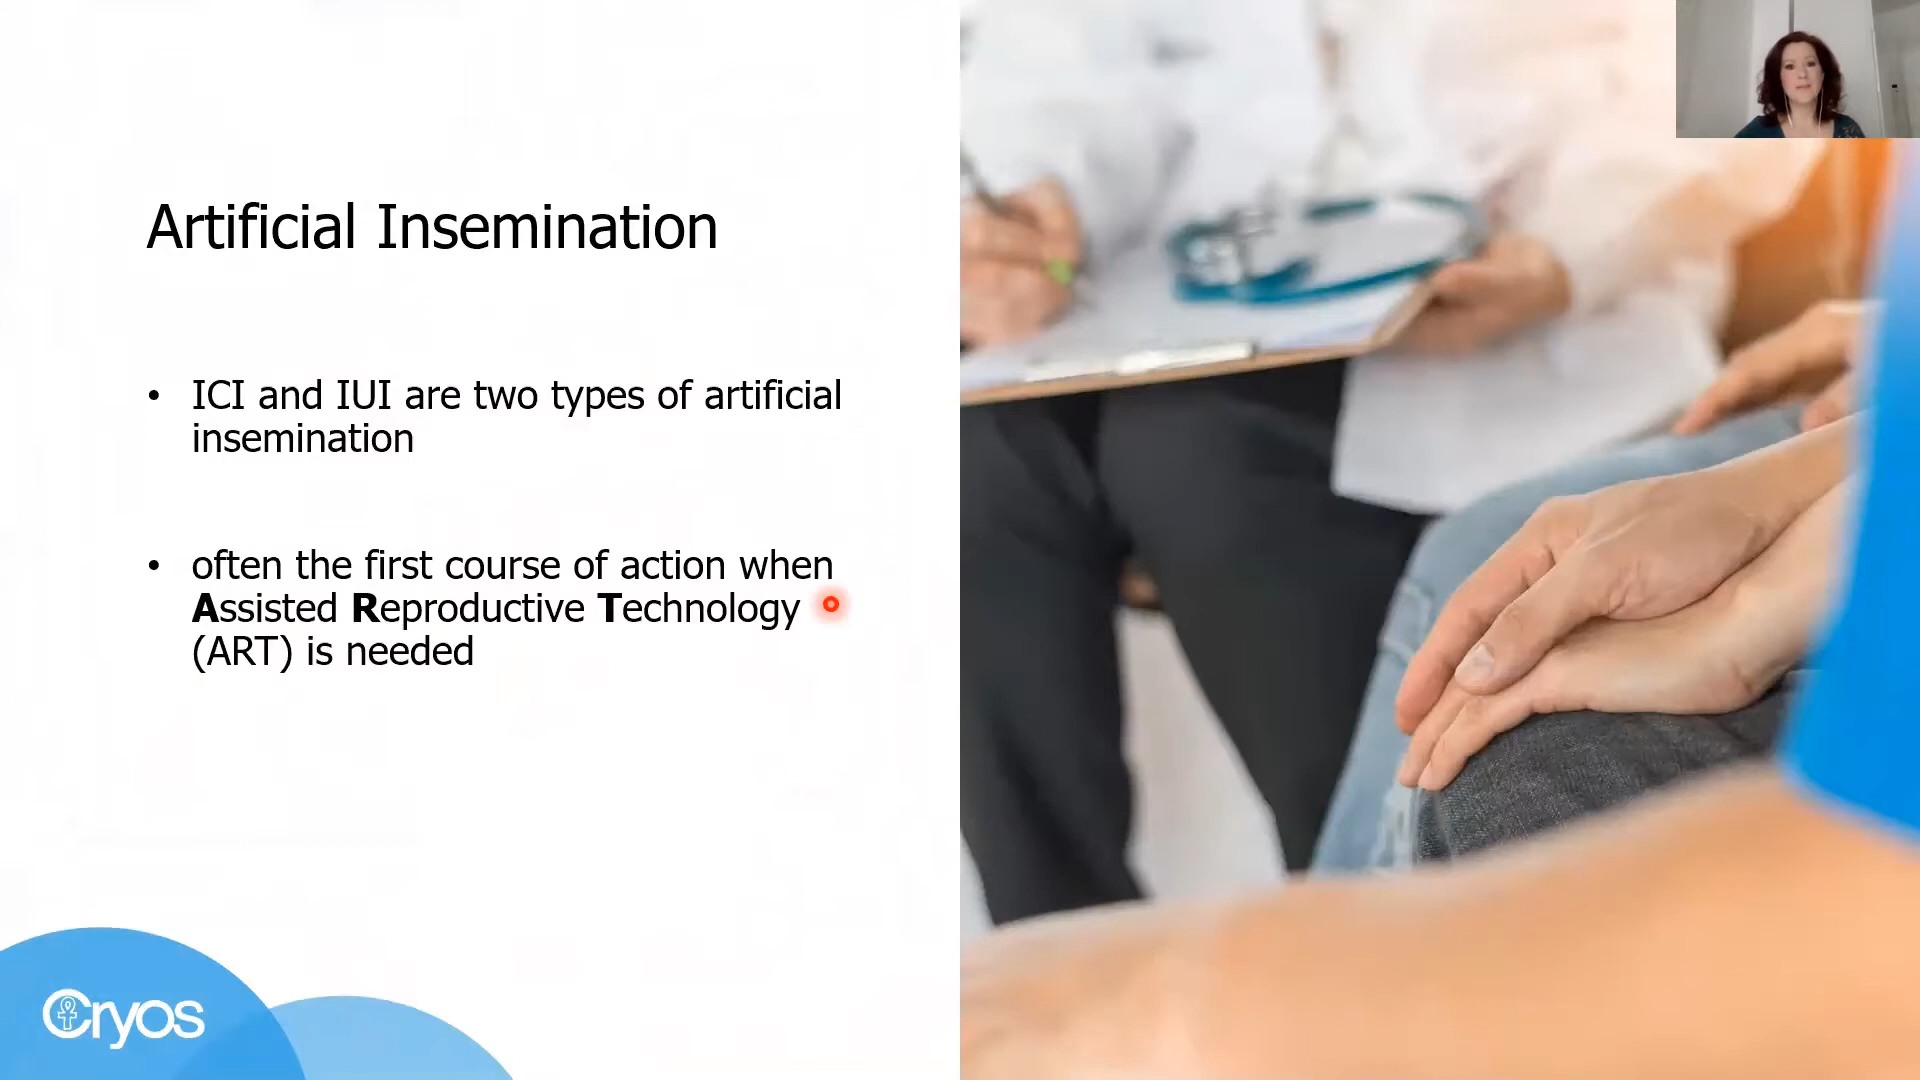 Artificial Insemination
• ICI and IUI are two types of artificial
insemination
• often the first course of action when
Assisted Reproductive Technology
(ART) is needed
Cryos